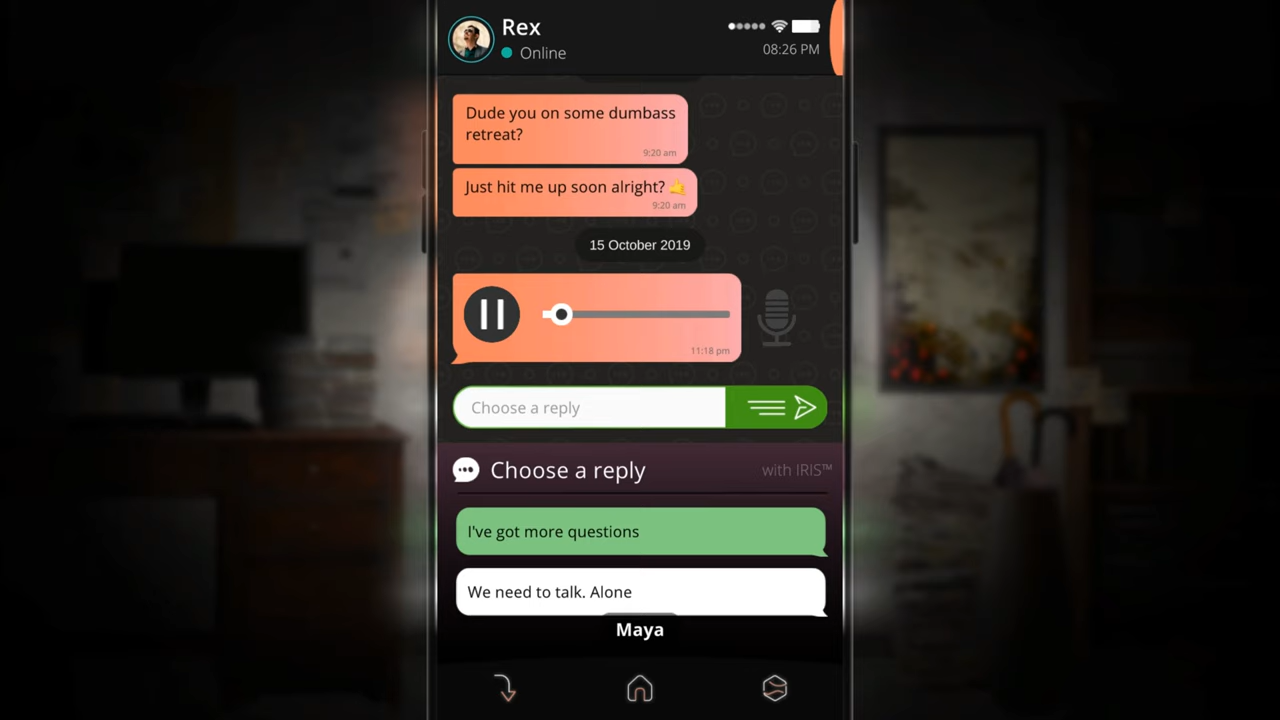 Rex
Online
08:26 PM
Dude you on some dumbass
retreat?
9:20 am
Just hit me up soon alright? 🤙
9:20 am
15 October 2019
11:18 pm
Choose a reply
Choose a reply
with IRIS™
I've got more questions
We need to talk. Alone
Maya